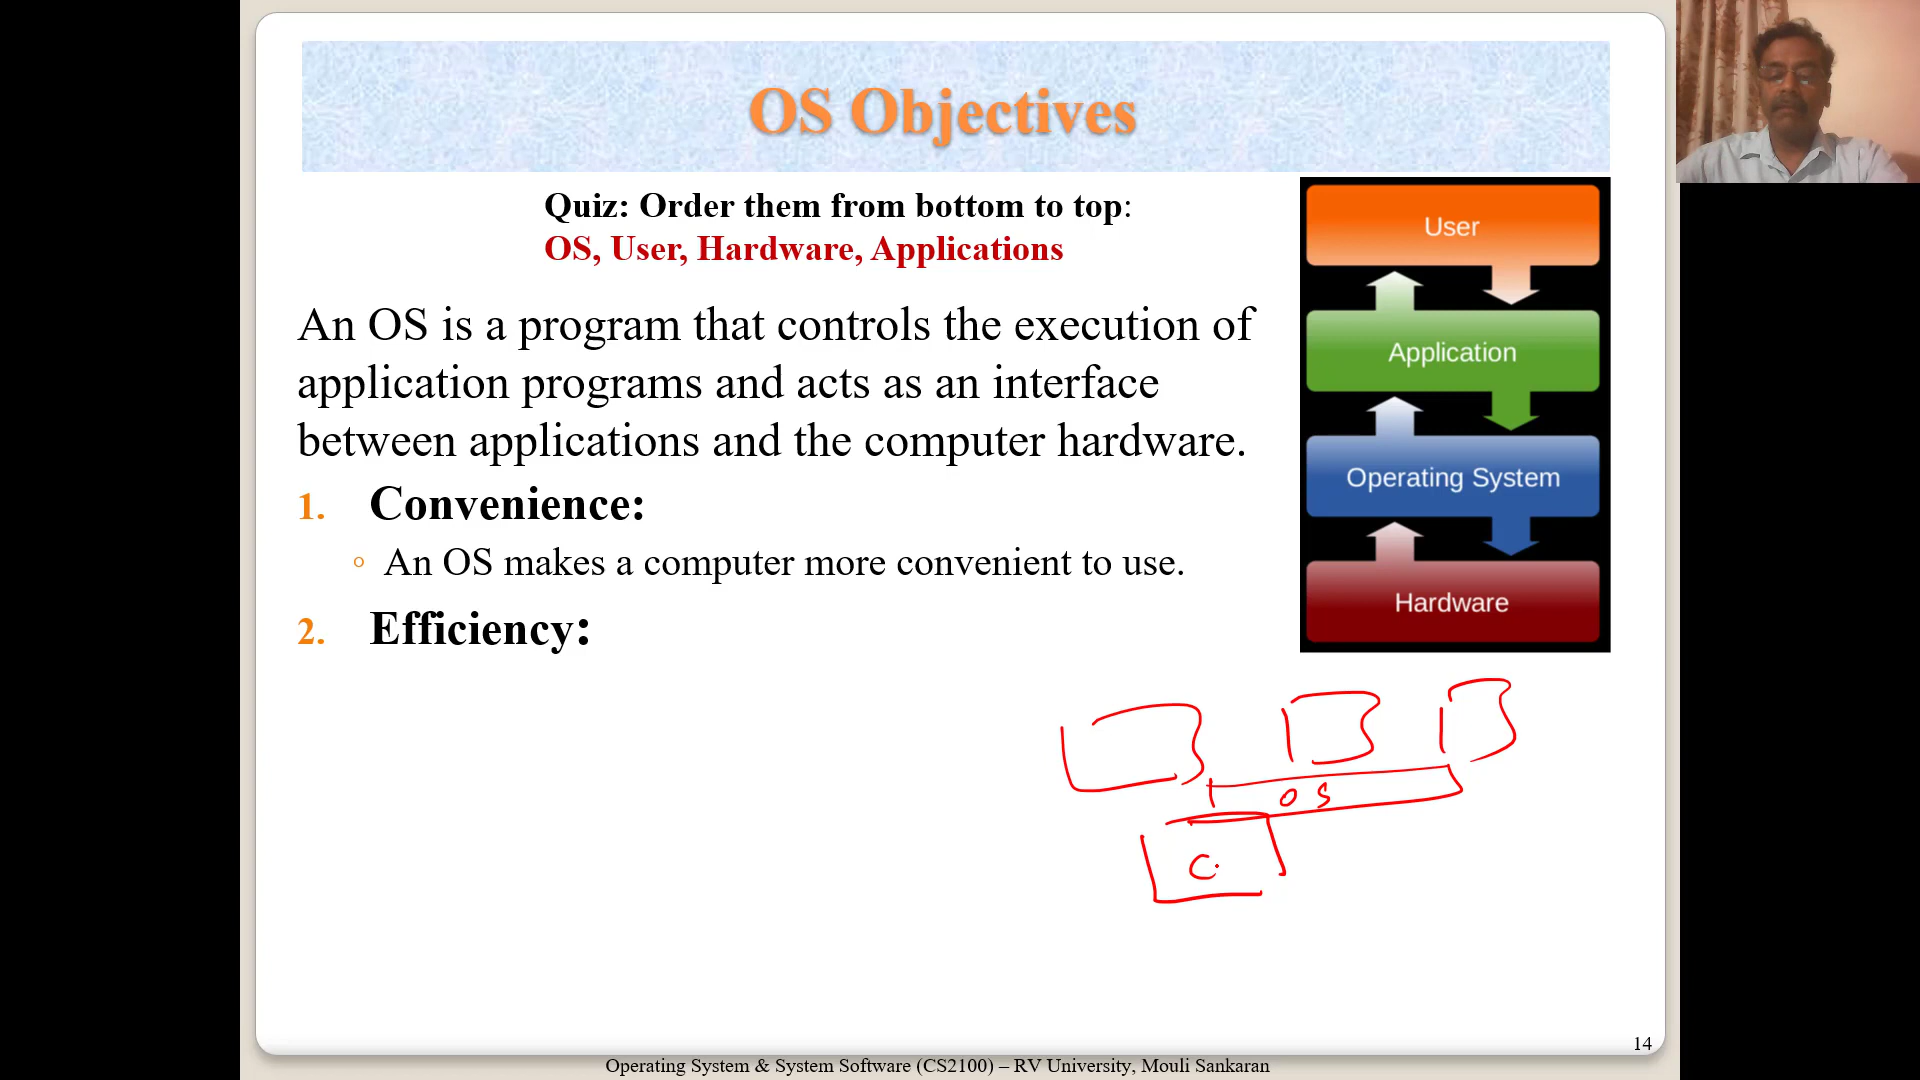 OS Objectives
Quiz: Order them from bottom to top:
OS, User, Hardware, Applications
An OS is a program that controls the execution of
application programs and acts as an interface
between applications and the computer hardware.
1. Convenience:
An OS makes a computer more convenient to use.
2. Efficiency:
User
Application
Operating System
Hardware
OS
C
14
Operating System & System Software (CS2100) – RV University, Mouli Sankaran